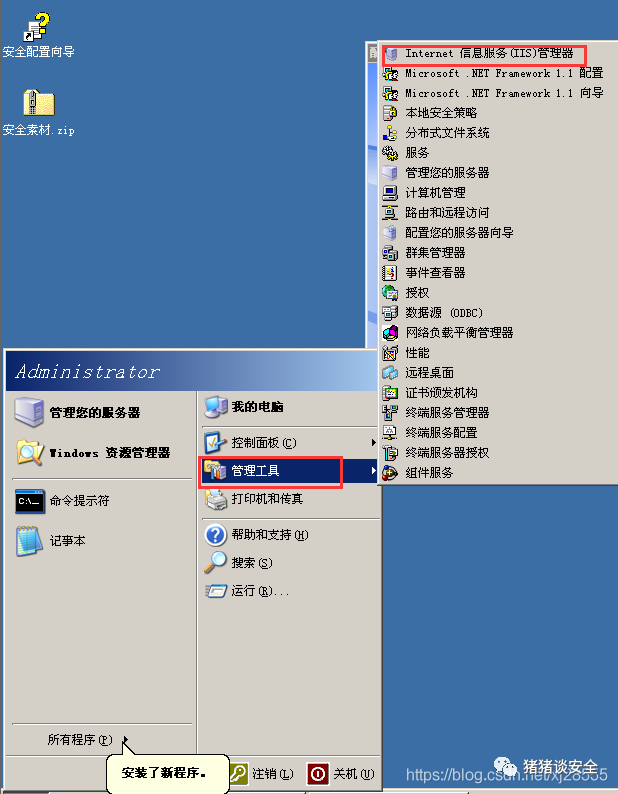 安全配置向导
安全素材.zip
Internet 信息服务(IIS)管理器
Microsoft .NET Framework 1.1 配置
Microsoft .NET Framework 1.1 向导
本地安全策略
分布式文件系统
服务
管理您的服务器
计算机管理
路由和远程访问
配置您的服务器向导
群集管理器
事件查看器
授权
数据源 (ODBC)
网络负载平衡管理器
性能
远程桌面
证书颁发机构
终端服务管理器
终端服务配置
终端服务器授权
组件服务
Administrator
管理您的服务器
Windows 资源管理器
C:\_
命令提示符
记事本
所有程序(P)
我的电脑
控制面板(C)
管理工具
打印机和传真
帮助和支持(H)
搜索(S)
运行(R)...
安装了新程序。
注销(L)
关机(U)
猪猪谈安全
https://blog.csdn.net/xj28555